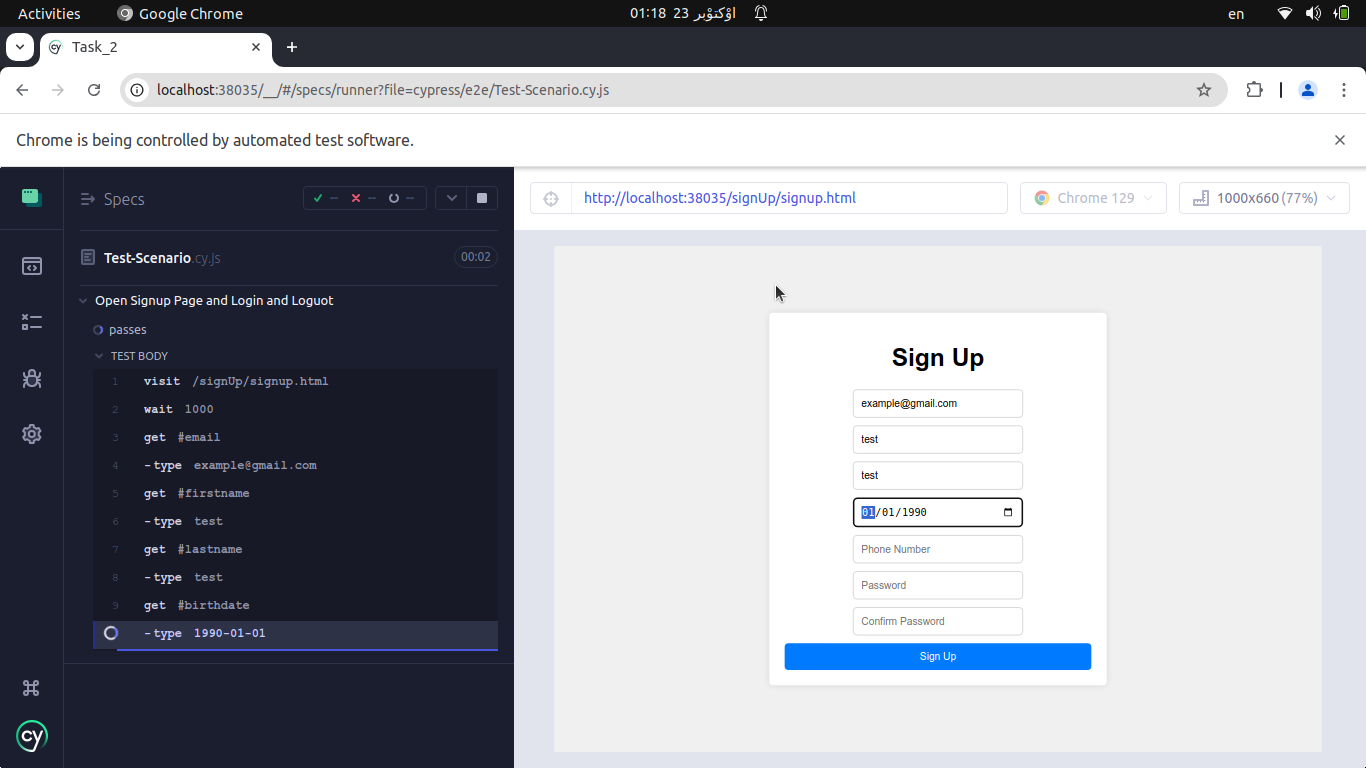 Activities
Google Chrome
01:18 23 اوْکتوْبر
en
Task_2
localhost:38035/__/#/specs/runner?file=cypress/e2e/Test-Scenario.cy.js
Chrome is being controlled by automated test software.
Specs
--
--
--
Test-Scenario.cy.js
00:02
Open Signup Page and Login and Loguot
passes
TEST BODY
1 visit /signUp/signup.html
2 wait 1000
3 get #email
4 -type example@gmail.com
5 get #firstname
6 -type test
7 get #lastname
8 -type test
9 get #birthdate
-type 1990-01-01
cy
http://localhost:38035/signUp/signup.html
Chrome 129
1000x660 (77%)
Sign Up
example@gmail.com
test
test
01/01/1990
Phone Number
Password
Confirm Password
Sign Up